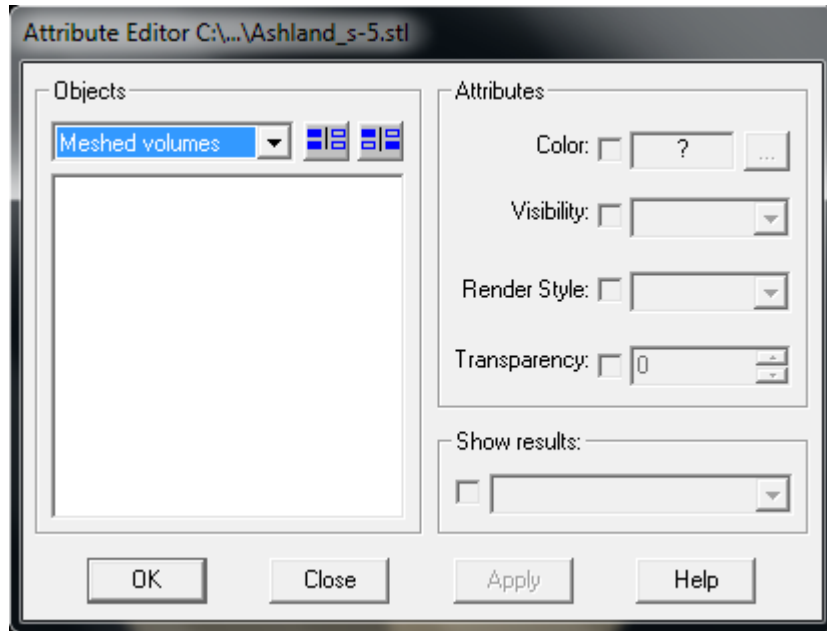 Attribute Editor C:\...\Ashland_s-5.stl
Objects
Meshed volumes
Attributes
Color: ? ...
Visibility:
Render Style:
Transparency: 0
Show results:
OK Close Apply Help